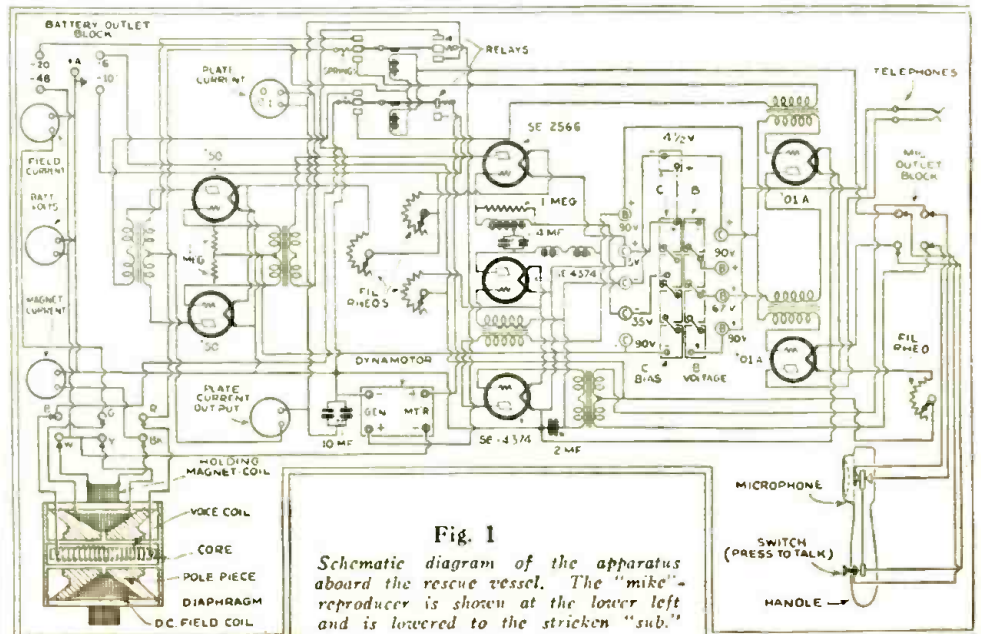 BATTERY OUTLET
BLOCK
-20
+A
+6
-48
-10
PLATE
CURRENT
SPRINGS
RELAYS
TELEPHONES
SE 2566
4 1/2 V
MIKE
OUTLET
BLOCK
FIELD
CURRENT
BATT
VOLTS
'50
MEG
'50
1 MEG
.4 MF
SE-4374
FIL
RHEOS
C
B
B
90V
C
C
35V
C
90V
C
90V
B
B
67V
B
90V
'01A
'01A
FIL
RHEO
MAGNET
CURRENT
DYNAMOTOR
C
BIAS
B
VOLTAGE
PLATE
CURRENT
OUTPUT
GEN
MTR
10 MF
SE-4374
2 MF
B
G
R
W
Y
BK
HOLDING
MAGNET-COIL
VOICE COIL
CORE
POLE PIECE
DIAPHRAGM
D.C. FIELD COIL
MICROPHONE
SWITCH
(PRESS TO TALK)
HANDLE
Fig. 1
Schematic diagram of the apparatus
aboard the rescue vessel. The "mike"-
reproducer is shown at the lower left
and is lowered to the stricken "sub."